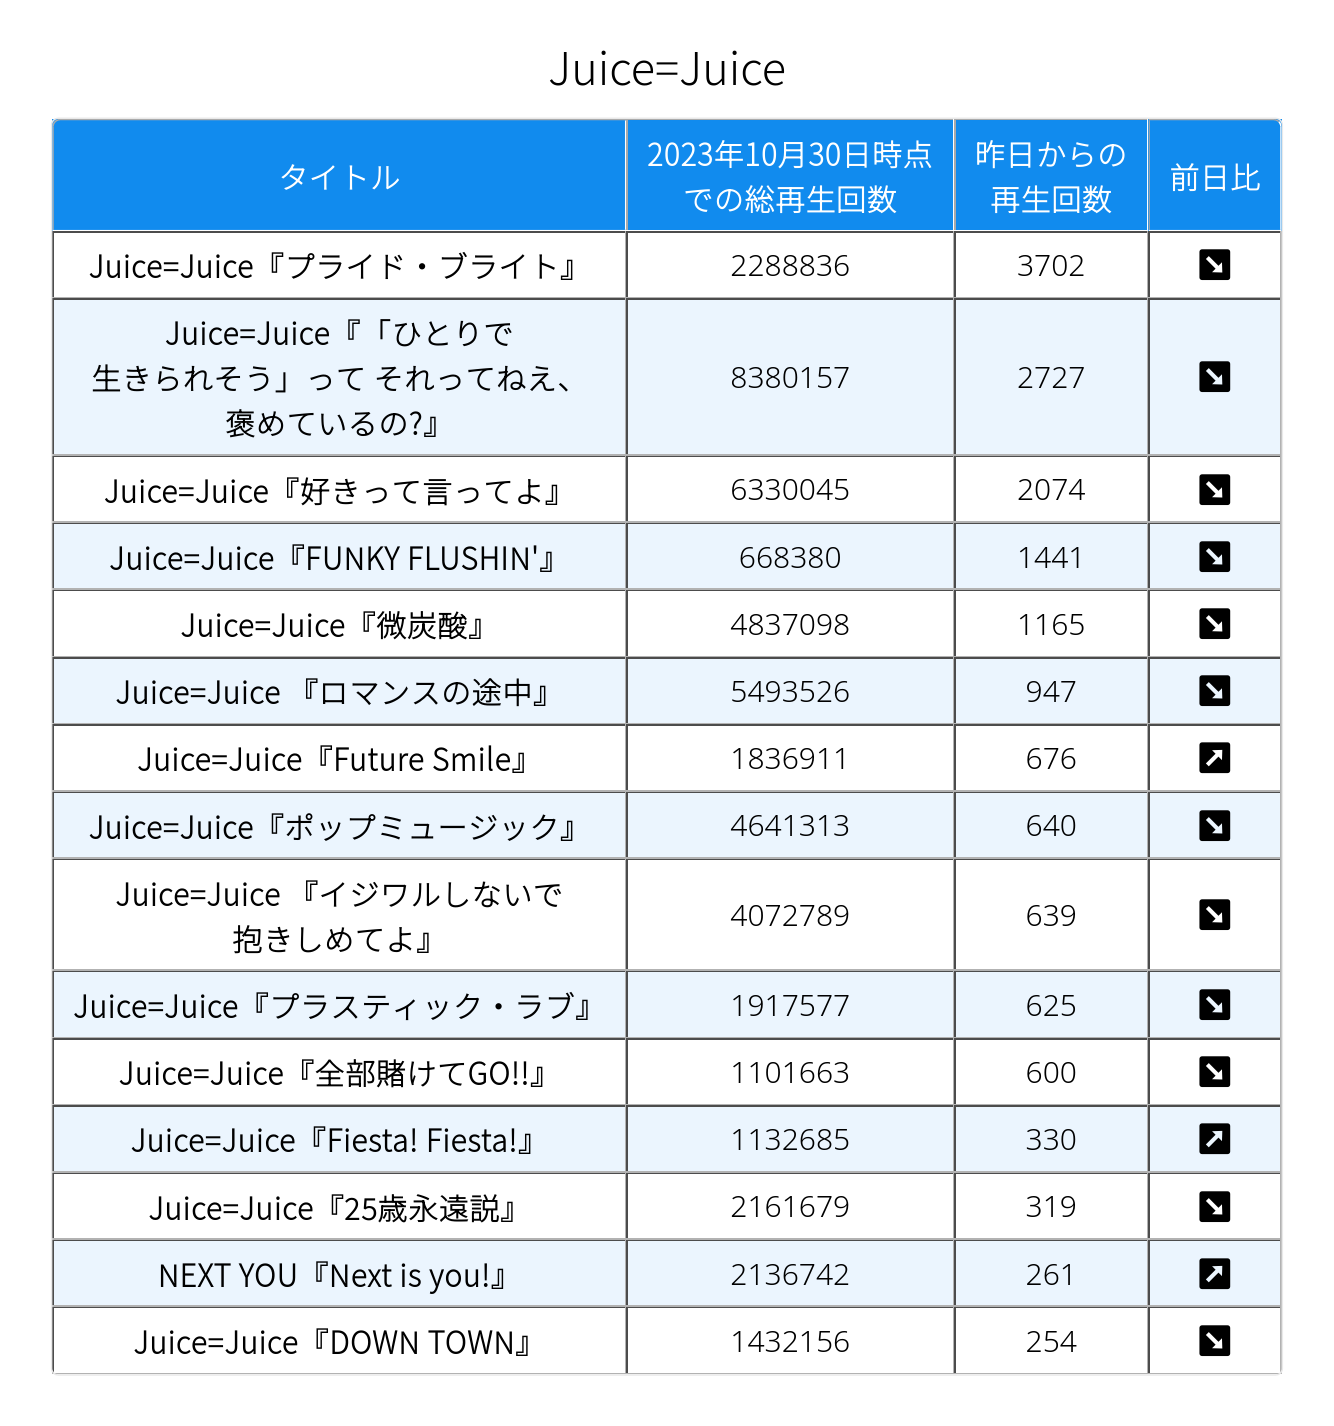 Juice=Juice
タイトル
2023年10月30日時点
での総再生回数
昨日からの
再生回数
前日比
Juice=Juice『プライド・ブライト』
2288836
3702
↘
Juice=Juice『「ひとりで
生きられそう」って それってねえ、
褒めているの?』
8380157
2727
↘
Juice=Juice『好きって言ってよ』
6330045
2074
↘
Juice=Juice『FUNKY FLUSHIN'』
668380
1441
↘
Juice=Juice『微炭酸』
4837098
1165
↘
Juice=Juice 『ロマンスの途中』
5493526
947
↘
Juice=Juice『Future Smile』
1836911
676
↗
Juice=Juice『ポップミュージック』
4641313
640
↘
Juice=Juice 『イジワルしないで
抱きしめてよ』
4072789
639
↘
Juice=Juice『プラスティック・ラブ』
1917577
625
↘
Juice=Juice『全部賭けてGO!!』
1101663
600
↘
Juice=Juice『Fiesta! Fiesta!』
1132685
330
↗
Juice=Juice『25歳永遠説』
2161679
319
↘
NEXT YOU『Next is you!』
2136742
261
↗
Juice=Juice『DOWN TOWN』
1432156
254
↘